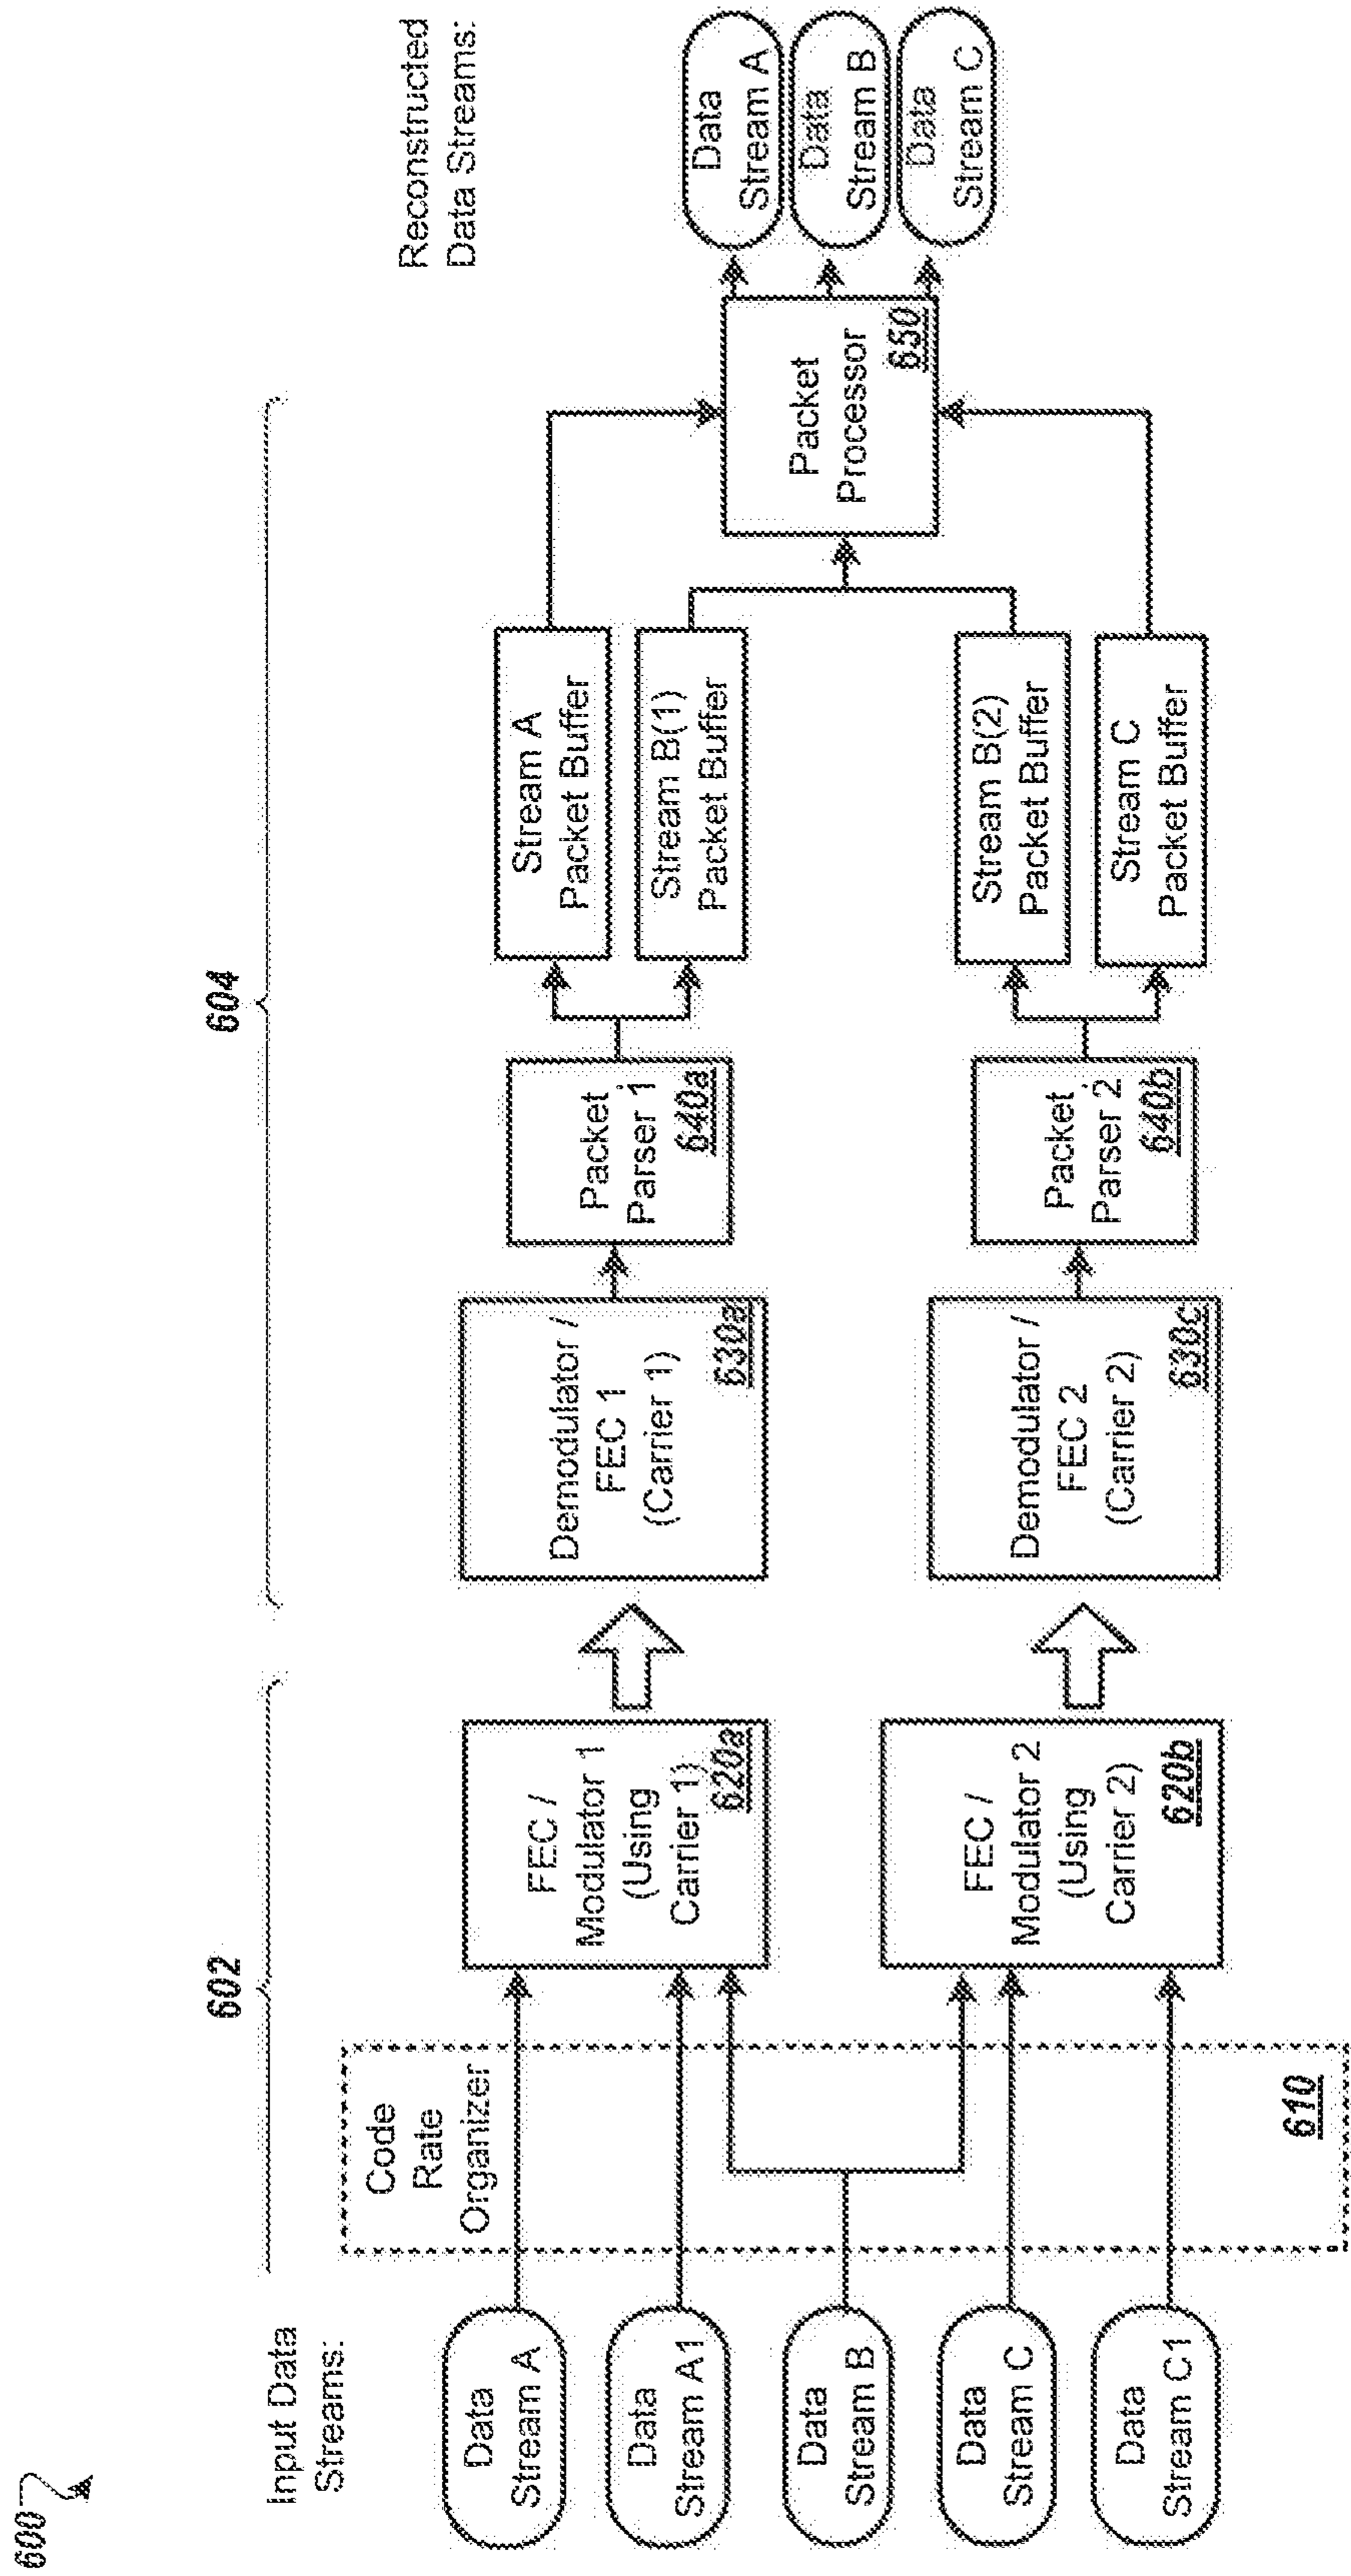 600
602
604
Input Data
Streams:
Data
Stream A
Data
Stream A1
Data
Stream B
Data
Stream C
Data
Stream C1
Code
Rate
Organizer
610
FEC /
Modulator 1
(Using
Carrier 1)
620a
FEC /
Modulator 2
(Using
Carrier 2)
620b
Demodulator /
FEC 1
(Carrier 1)
630a
Demodulator /
FEC 2
(Carrier 2)
630c
Packet
Parser 1
640a
Packet
Parser 2
640b
Stream A
Packet Buffer
Stream B(1)
Packet Buffer
Stream B(2)
Packet Buffer
Stream C
Packet Buffer
Packet
Processor
650
Reconstructed
Data Streams:
Data
Stream A
Data
Stream B
Data
Stream C